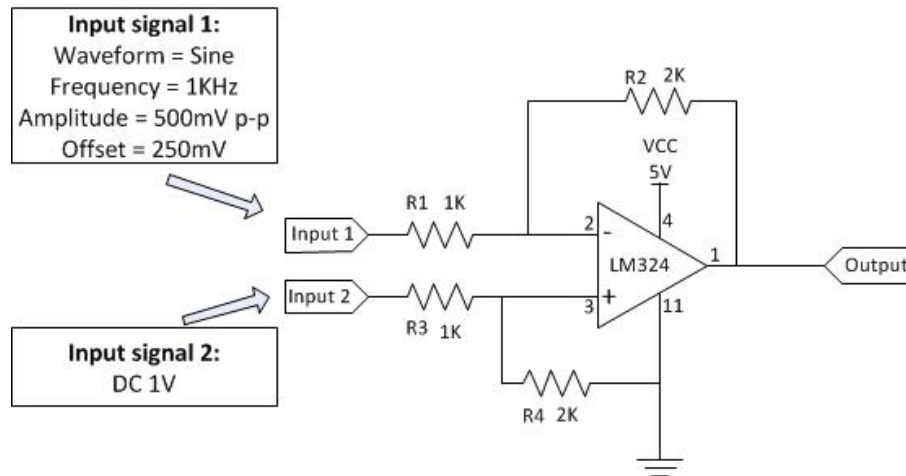 Input signal 1:
Waveform = Sine
Frequency = 1KHz
Amplitude = 500mV p-p
Offset = 250mV
R2 2K
VCC
5V
R1 1K
Input 1
2
-
4
LM324
1
Output
Input 2
R3 1K
3
+
11
Input signal 2:
DC 1V
R4 2K